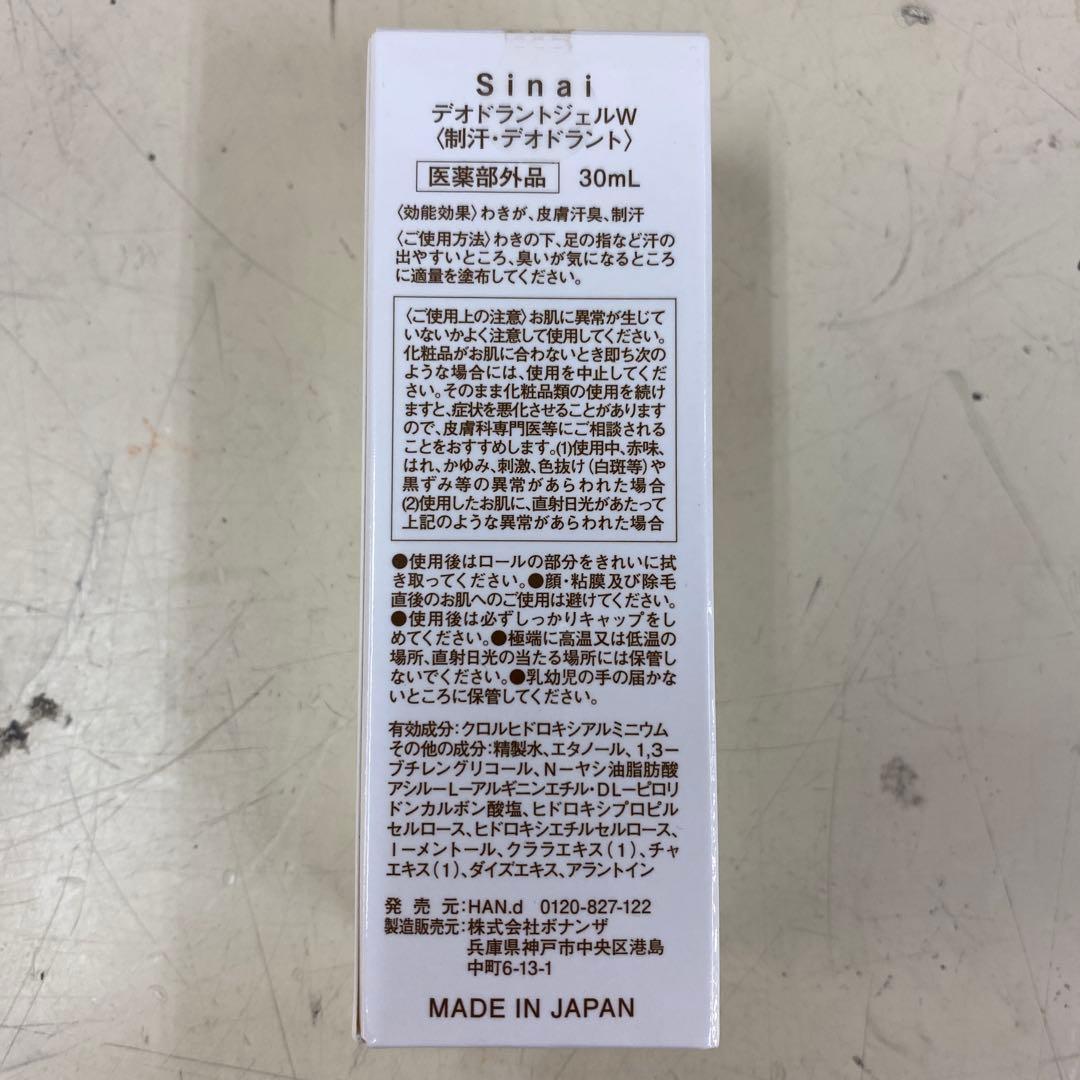 Sinai
デオドラントジェルW
〈制汗・デオドラント〉
医薬部外品 30mL
〈効能効果〉わきが、皮膚汗臭、制汗
〈ご使用方法〉わきの下、足の指など汗の
出やすいところ、臭いが気になるところ
に適量を塗布してください。
〈ご使用上の注意〉お肌に異常が生じて
いないかよく注意して使用してください。
化粧品がお肌に合わないとき即ち次の
ような場合には、使用を中止してくだ
さい。そのまま化粧品類の使用を続け
ますと、症状を悪化させることがあります
ので、皮膚科専門医等にご相談される
ことをおすすめします。(1)使用中、赤味、
はれ、かゆみ、刺激、色抜け(白斑等)や
黒ずみ等の異常があらわれた場合
(2)使用したお肌に、直射日光があたって
上記のような異常があらわれた場合
●使用後はロールの部分をきれいに拭
き取ってください。●顔・粘膜及び除毛
直後のお肌へのご使用は避けてください。
●使用後は必ずしっかりキャップをし
めてください。●極端に高温又は低温の
場所、直射日光の当たる場所には保管し
ないでください。●乳幼児の手の届かな
いところに保管してください。
有効成分:クロルヒドロキシアルミニウム
その他の成分:精製水、エタノール、1,3ー
ブチレングリコール、Nーヤシ油脂肪酸
アシルーLーアルギニンエチル・DLーピロリ
ドンカルボン酸塩、ヒドロキシプロピル
セルロース、ヒドロキシエチルセルロース、
lーメントール、クララエキス(1)、チャ
エキス(1)、ダイズエキス、アラントイン
発売元:HAN.d 0120-827-122
製造販売元:株式会社ボナンザ
兵庫県神戸市中央区港島
中町6-13-1
MADE IN JAPAN